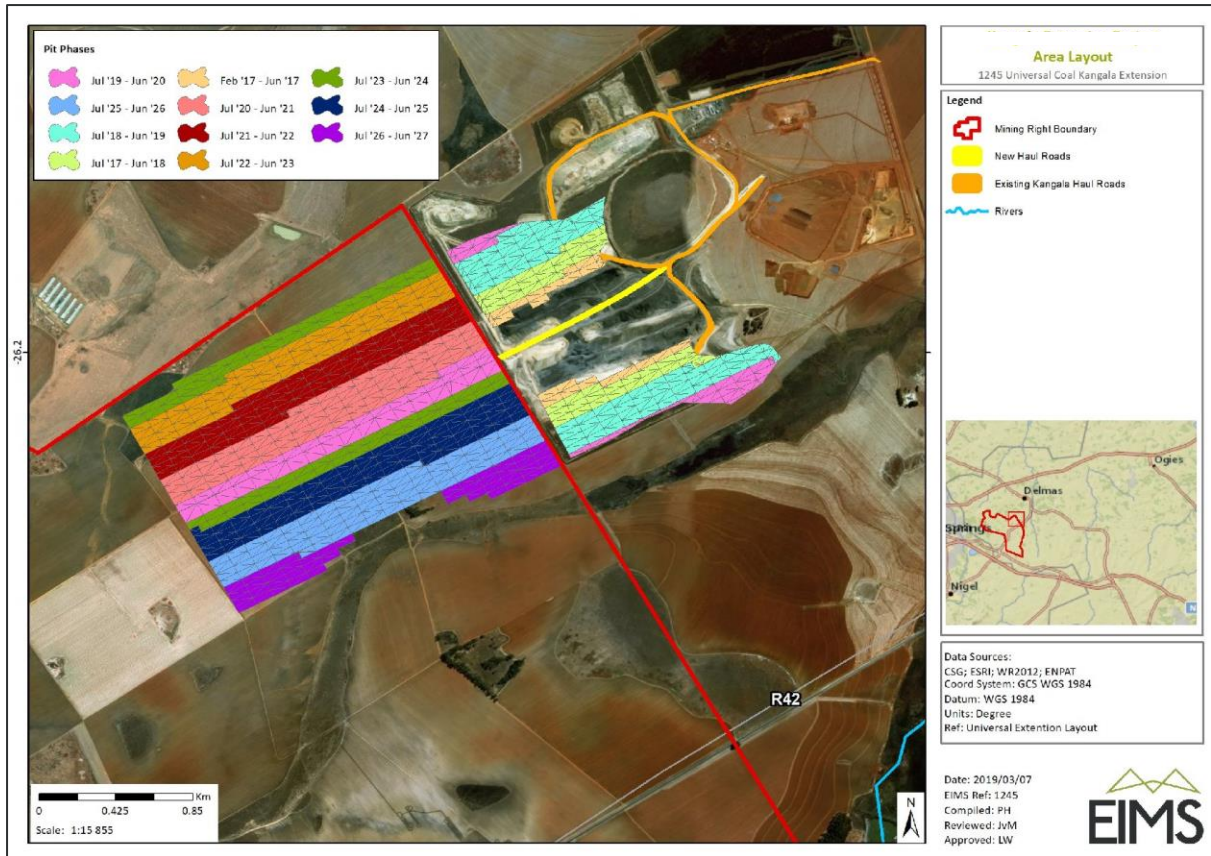 Pit Phases
Jul '19 - Jun '20
Feb '17 - Jun '17
Jul '23 - Jun '24
Jul '25 - Jun '26
Jul '20 - Jun '21
Jul '24 - Jun '25
Jul '18 - Jun '19
Jul '21 - Jun '22
Jul '26 - Jun '27
Jul '17 - Jun '18
Jul '22 - Jun '23
-26.2
R42
Km
0 0.425 0.85
Scale: 1:15 855
N
Area Layout
1245 Universal Coal Kangala Extension
Legend
Mining Right Boundary
New Haul Roads
Existing Kangala Haul Roads
Rivers
Ogies
Delmas
Springs
Nigel
N
Data Sources:
CSG; ESRI; WR2012; ENPAT
Coord System: GCS WGS 1984
Datum: WGS 1984
Units: Degree
Ref: Universal Extention Layout
Date: 2019/03/07
EIMS Ref: 1245
Compiled: PH
Reviewed: JvM
Approved: LW
EIMS